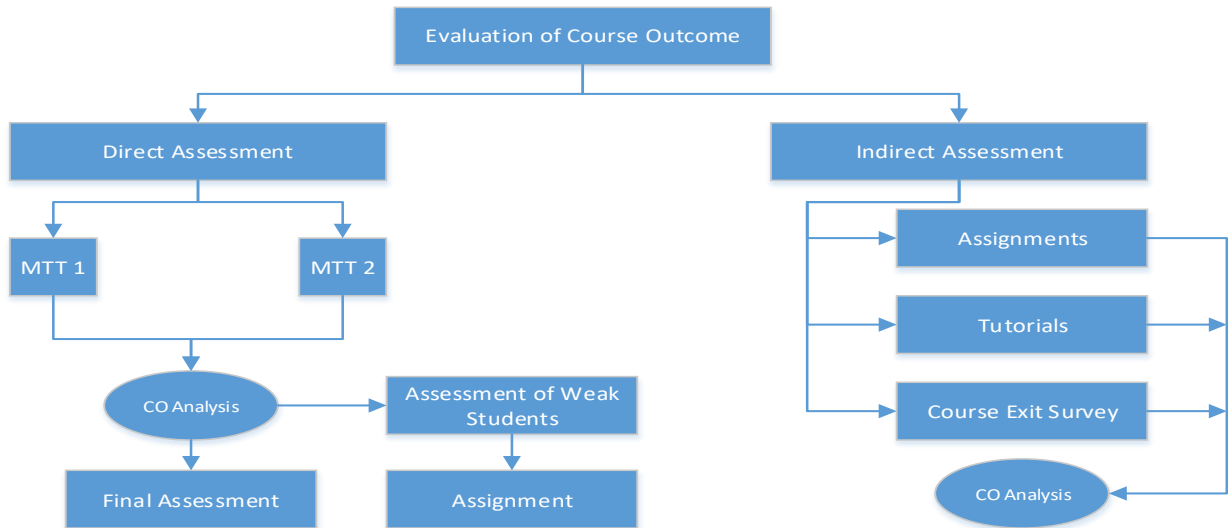 Evaluation of Course Outcome
Direct Assessment
Indirect Assessment
MTT 1
MTT 2
Assignments
Tutorials
CO Analysis
Assessment of Weak
Students
Course Exit Survey
Final Assessment
Assignment
CO Analysis